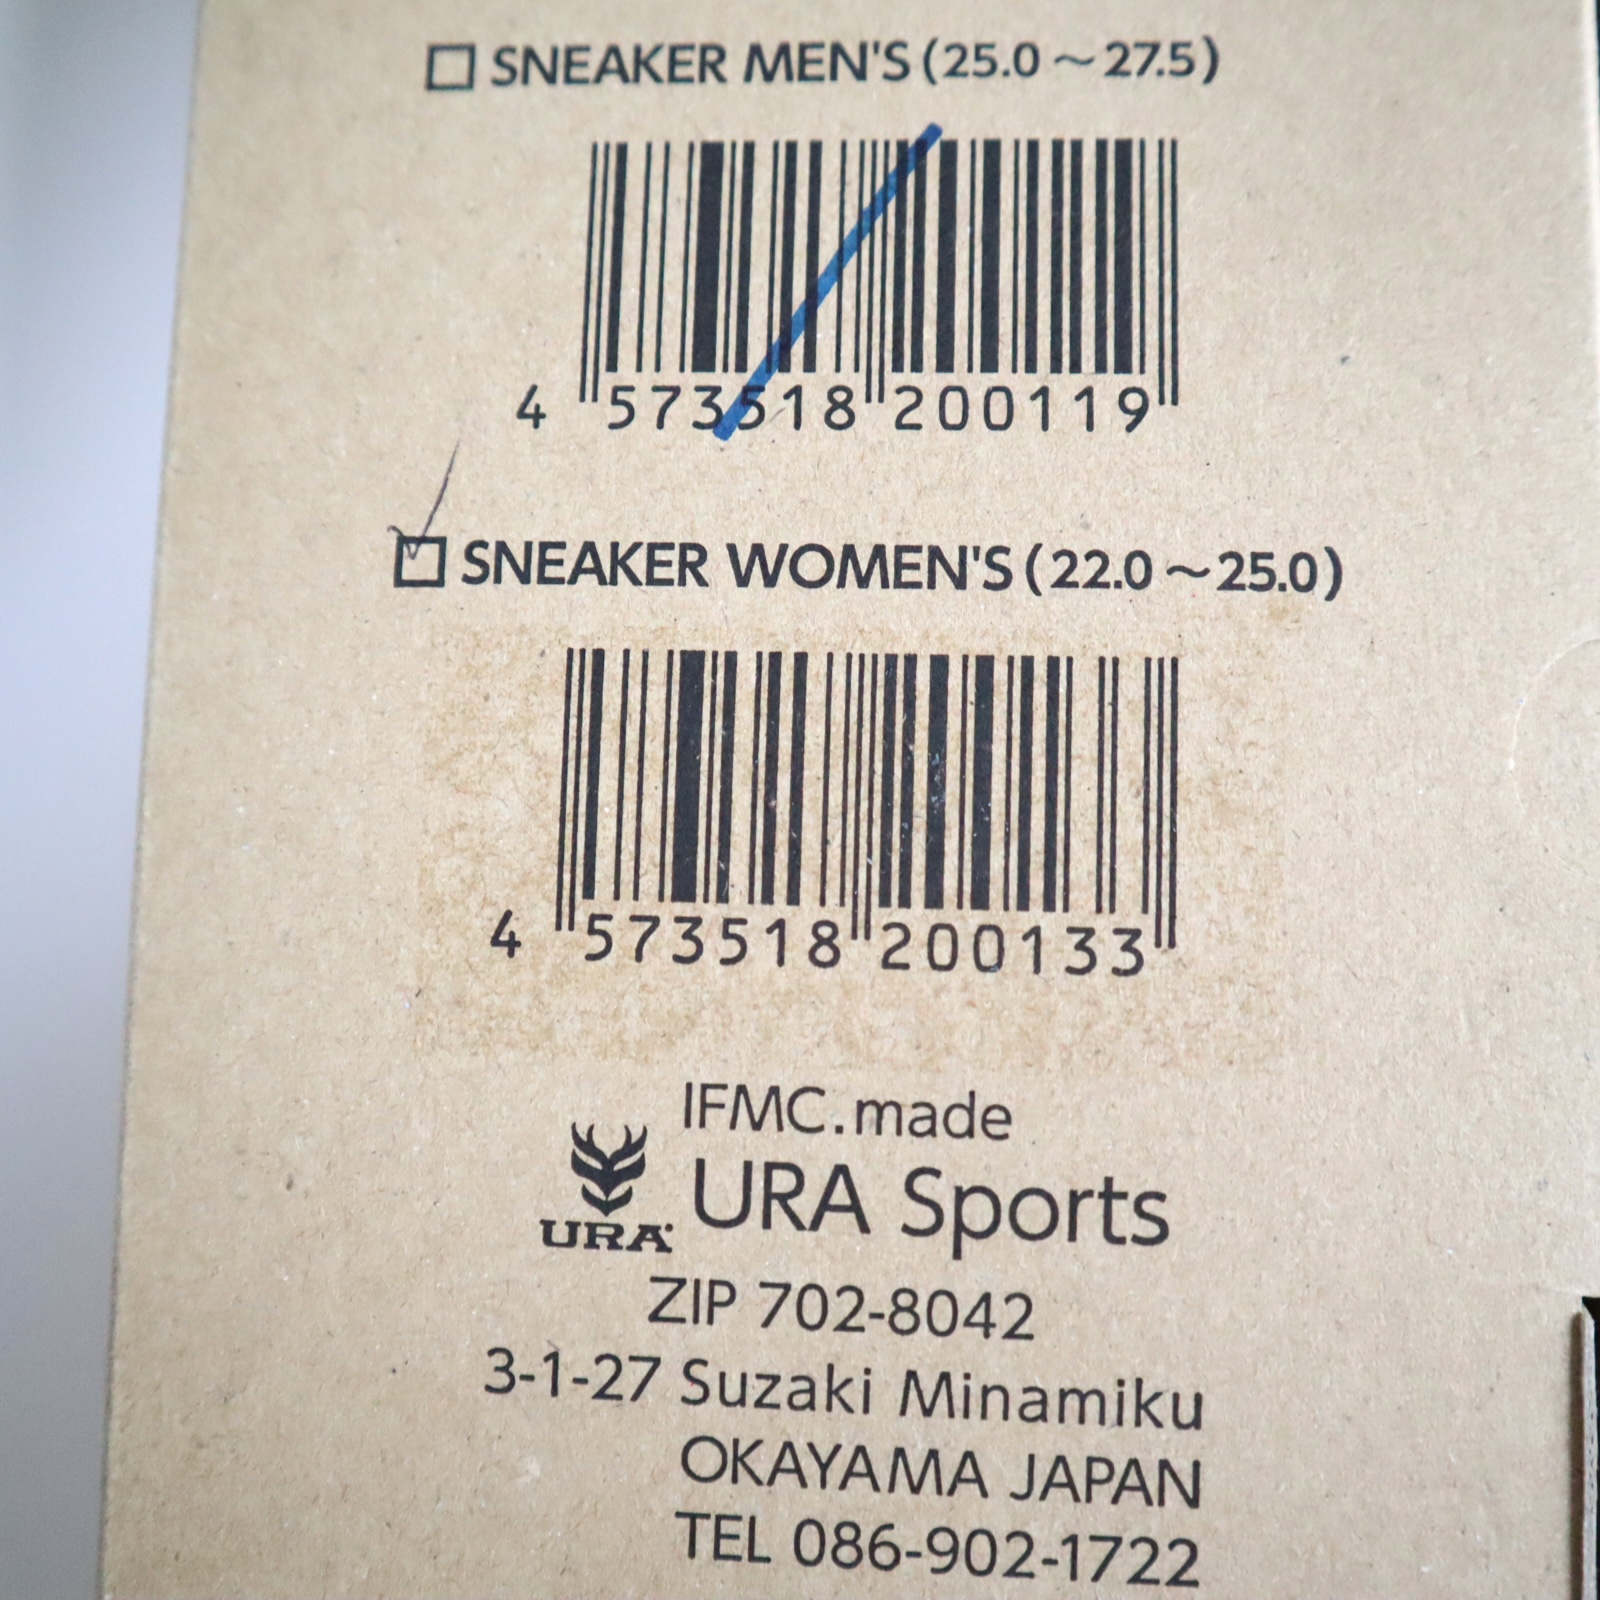 SNEAKER MEN'S (25.0～27.5)
4 573518 200119
SNEAKER WOMEN'S (22.0～25.0)
4 573518 200133
IFMC.made
URA URA Sports
ZIP 702-8042
3-1-27 Suzaki Minamiku
OKAYAMA JAPAN
TEL 086-902-1722